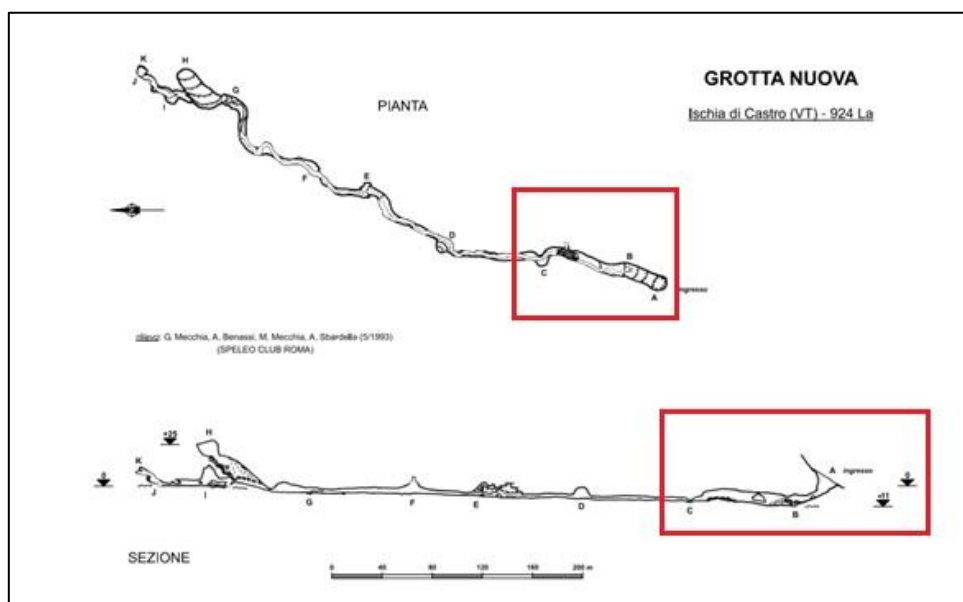 GROTTA NUOVA
Ischia di Castro (VT) - 924 La
PIANTA
K
H
J
I
G
F
E
D
C
B
A
ingresso
rilievo: G. Mecchia, A. Benassi, M. Mecchia, A. Sbardella (5/1993)
(SPELEO CLUB ROMA)
+25
H
K
0
J
I
G
F
E
D
C
B
A
ingresso
0
+11
SEZIONE
0 40 80 120 160 200 m